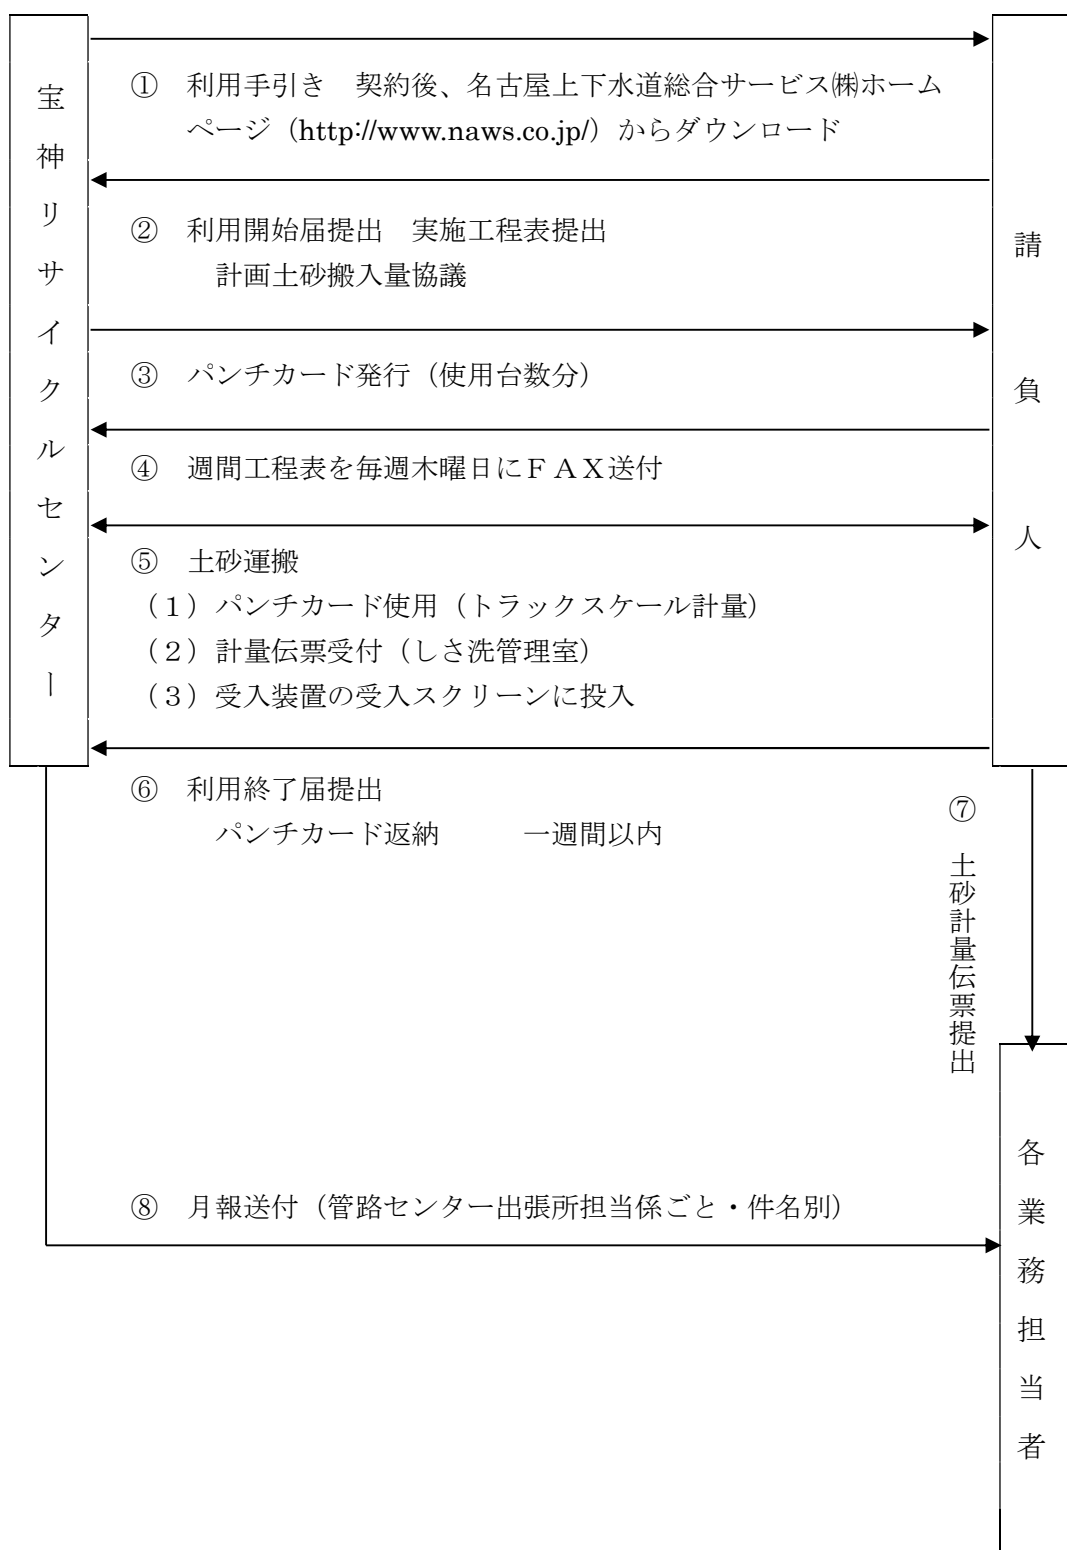 宝神リサイクルセンター
請負人
① 利用手引き 契約後、名古屋上下水道総合サービス㈱ホーム
ページ（http://www.naws.co.jp/）からダウンロード
② 利用開始届提出 実施工程表提出
計画土砂搬入量協議
③ パンチカード発行（使用台数分）
④ 週間工程表を毎週木曜日にＦＡＸ送付
⑤ 土砂運搬
（１）パンチカード使用（トラックスケール計量）
（２）計量伝票受付（しさ洗管理室）
（３）受入装置の受入スクリーンに投入
⑥ 利用終了届提出
パンチカード返納 一週間以内
⑦ 土砂計量伝票提出
⑧ 月報送付（管路センター出張所担当係ごと・件名別）
各業務担当者